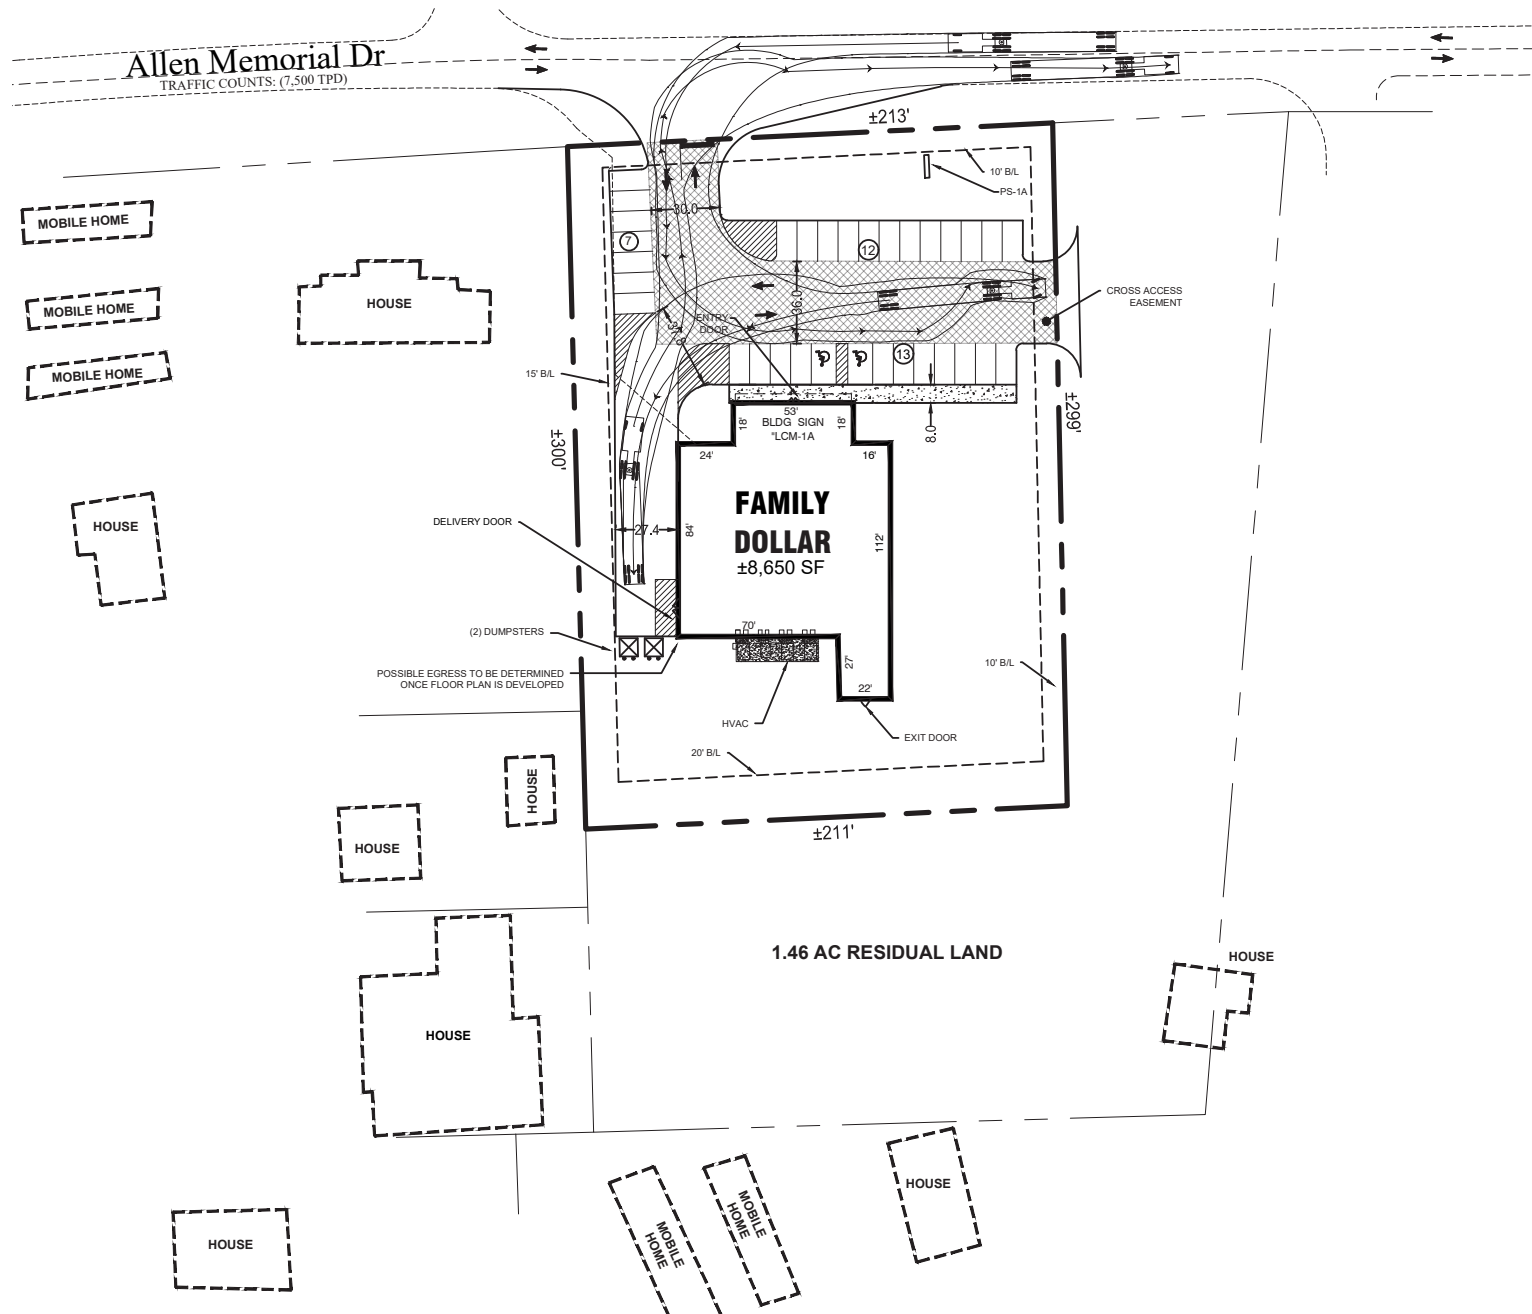 Allen Memorial Dr
TRAFFIC COUNTS: (7,500 TPD)
±213'
10' B/L
PS-1A
30.0
7
12
MOBILE HOME
MOBILE HOME
MOBILE HOME
HOUSE
CROSS ACCESS
EASEMENT
36.0
ENTRY
DOOR
13
15' B/L
±300'
±299'
53'
BLDG SIGN
"LCM-1A
18'
18'
8.0
24'
16'
FAMILY
DOLLAR
±8,650 SF
84'
112'
27.4
HOUSE
DELIVERY DOOR
(2) DUMPSTERS
POSSIBLE EGRESS TO BE DETERMINED
ONCE FLOOR PLAN IS DEVELOPED
70'
27'
22'
HVAC
EXIT DOOR
10' B/L
20' B/L
±211'
HOUSE
HOUSE
HOUSE
1.46 AC RESIDUAL LAND
HOUSE
HOUSE
MOBILE
HOME
MOBILE
HOME
HOUSE